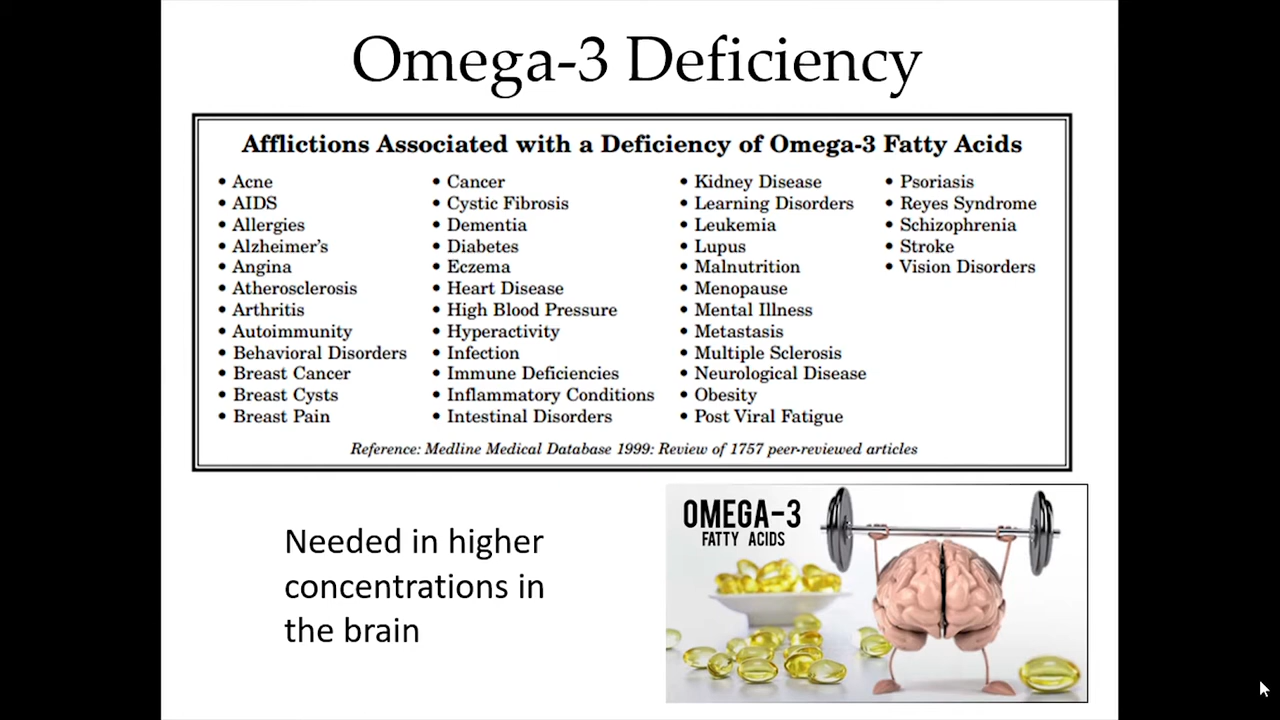 Omega-3 Deficiency
Afflictions Associated with a Deficiency of Omega-3 Fatty Acids
• Acne
• AIDS
• Allergies
• Alzheimer's
• Angina
• Atherosclerosis
• Arthritis
• Autoimmunity
• Behavioral Disorders
• Breast Cancer
• Breast Cysts
• Breast Pain
• Cancer
• Cystic Fibrosis
• Dementia
• Diabetes
• Eczema
• Heart Disease
• High Blood Pressure
• Hyperactivity
• Infection
• Immune Deficiencies
• Inflammatory Conditions
• Intestinal Disorders
• Kidney Disease
• Learning Disorders
• Leukemia
• Lupus
• Malnutrition
• Menopause
• Mental Illness
• Metastasis
• Multiple Sclerosis
• Neurological Disease
• Obesity
• Post Viral Fatigue
• Psoriasis
• Reyes Syndrome
• Schizophrenia
• Stroke
• Vision Disorders
Reference: Medline Medical Database 1999: Review of 1757 peer-reviewed articles
Needed in higher
concentrations in
the brain
OMEGA-3
FATTY ACIDS